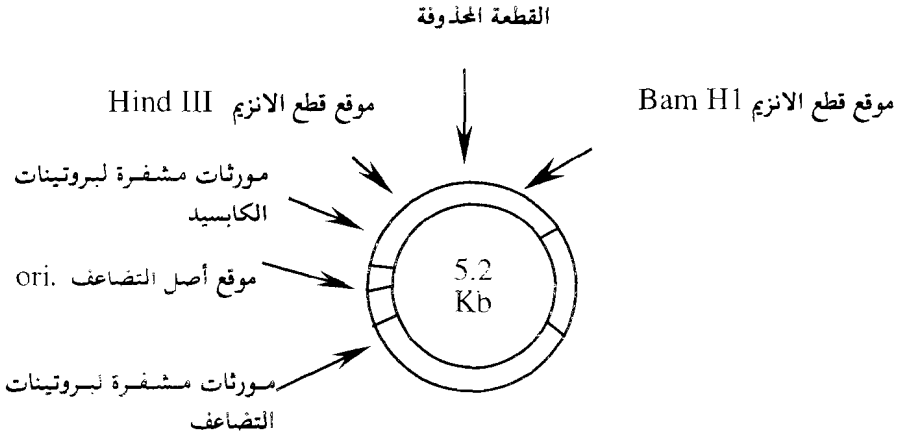 القطعة المحذوفة
موقع قطع الانزيم Bam H1
موقع قطع الانزيم Hind III
مورثات مشفرة لبروتينات
الكابسيد
موقع أصل التضاعف ori.
5.2
Kb
مورثات مشفرة لبروتينات
التضاعف